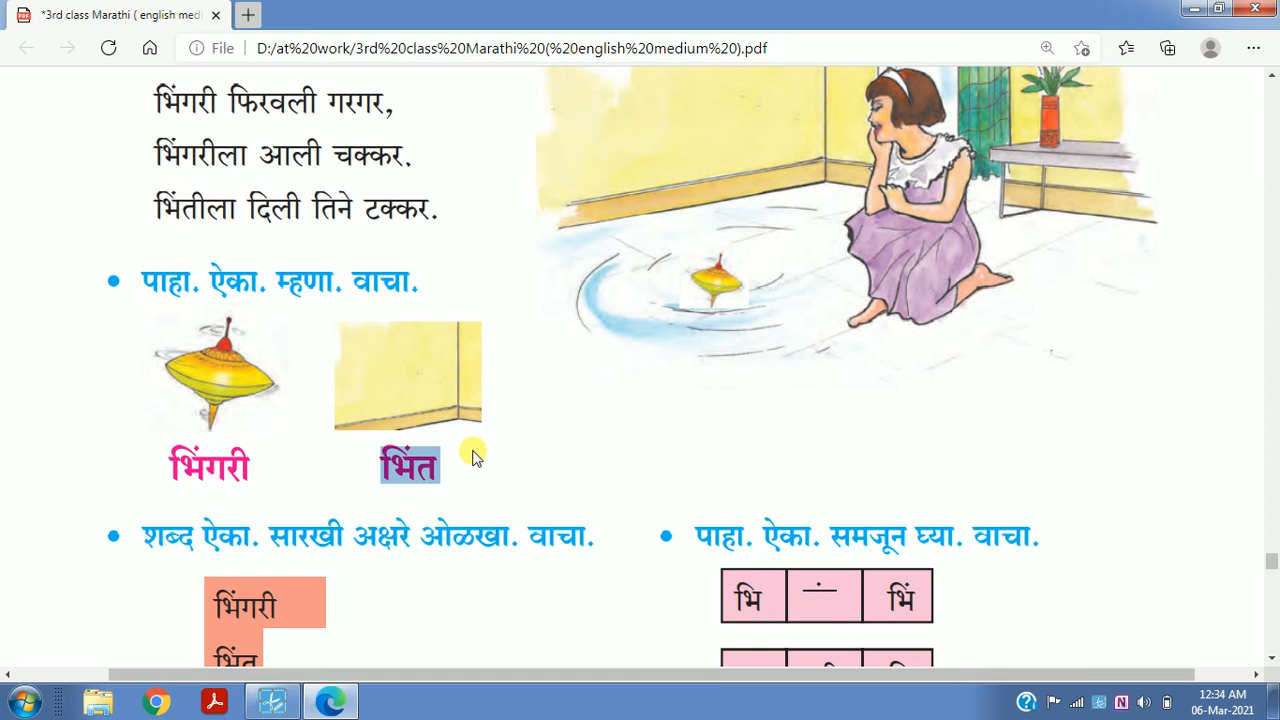 *3rd class Marathi ( english medi
File
D:/at%20work/3rd%20class%20Marathi%20(%20english%20medium%20).pdf
भिंगरी फिरवली गरगर,
भिंगरीला आली चक्कर.
भिंतीला दिली तिने टक्कर.
• पाहा. ऐका. म्हणा. वाचा.
भिंगरी भिंत
• शब्द ऐका. सारखी अक्षरे ओळखा. वाचा.
भिंगरी
भिंत
• पाहा. ऐका. समजून घ्या. वाचा.
भि ं भिं
12:34 AM
06-Mar-2021